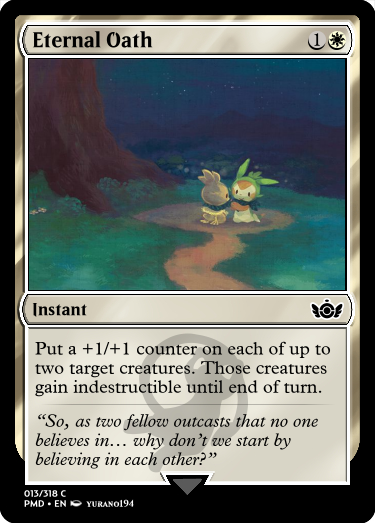 Eternal Oath 1
Instant
Put a +1/+1 counter on each of up to
two target creatures. Those creatures
gain indestructible until end of turn.
“So, as two fellow outcasts that no one
believes in… why don’t we start by
believing in each other?”
013/318 C
PMD • EN YURANO194